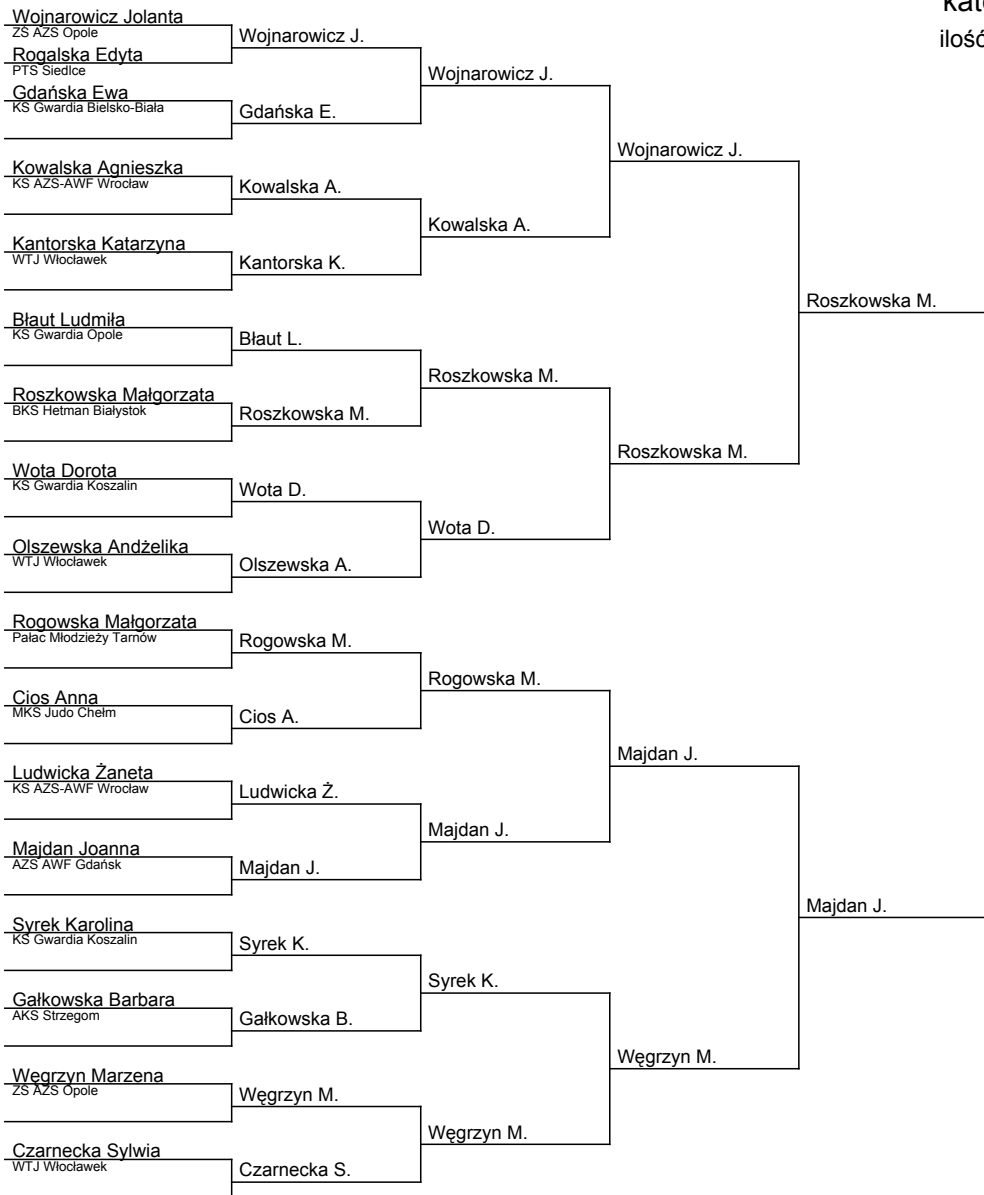 kat
ilość
Wojnarowicz Jolanta
ZS AZS Opole
Rogalska Edyta
PTS Siedlce
Gdańska Ewa
KS Gwardia Bielsko-Biała
Kowalska Agnieszka
KS AZS-AWF Wrocław
Kantorska Katarzyna
WTJ Włocławek
Błaut Ludmiła
KS Gwardia Opole
Roszkowska Małgorzata
BKS Hetman Białystok
Wota Dorota
KS Gwardia Koszalin
Olszewska Andżelika
WTJ Włocławek
Rogowska Małgorzata
Pałac Młodzieży Tarnów
Cios Anna
MKS Judo Chełm
Ludwicka Żaneta
KS AZS-AWF Wrocław
Majdan Joanna
AZS AWF Gdańsk
Syrek Karolina
KS Gwardia Koszalin
Gałkowska Barbara
AKS Strzegom
Węgrzyn Marzena
ZS AZS Opole
Czarnecka Sylwia
WTJ Włocławek
Wojnarowicz J.
Gdańska E.
Kowalska A.
Kantorska K.
Błaut L.
Roszkowska M.
Wota D.
Olszewska A.
Rogowska M.
Cios A.
Ludwicka Ż.
Majdan J.
Syrek K.
Gałkowska B.
Węgrzyn M.
Czarnecka S.
Wojnarowicz J.
Kowalska A.
Roszkowska M.
Wota D.
Rogowska M.
Majdan J.
Syrek K.
Węgrzyn M.
Wojnarowicz J.
Roszkowska M.
Majdan J.
Węgrzyn M.
Roszkowska M.
Majdan J.